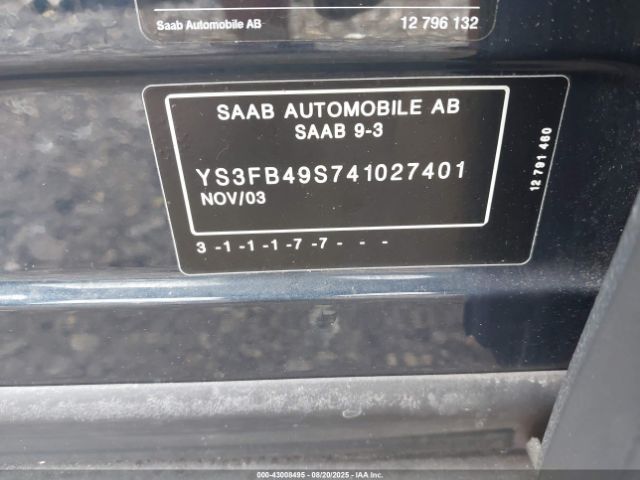 Saab Automobile AB 12 796 132
SAAB AUTOMOBILE AB
SAAB 9-3
YS3FB49S741027401
NOV/03
3 -1-1-1-7-7- - -
12 791 460
000-43008495 - 08/20/2025 - IAA Inc.